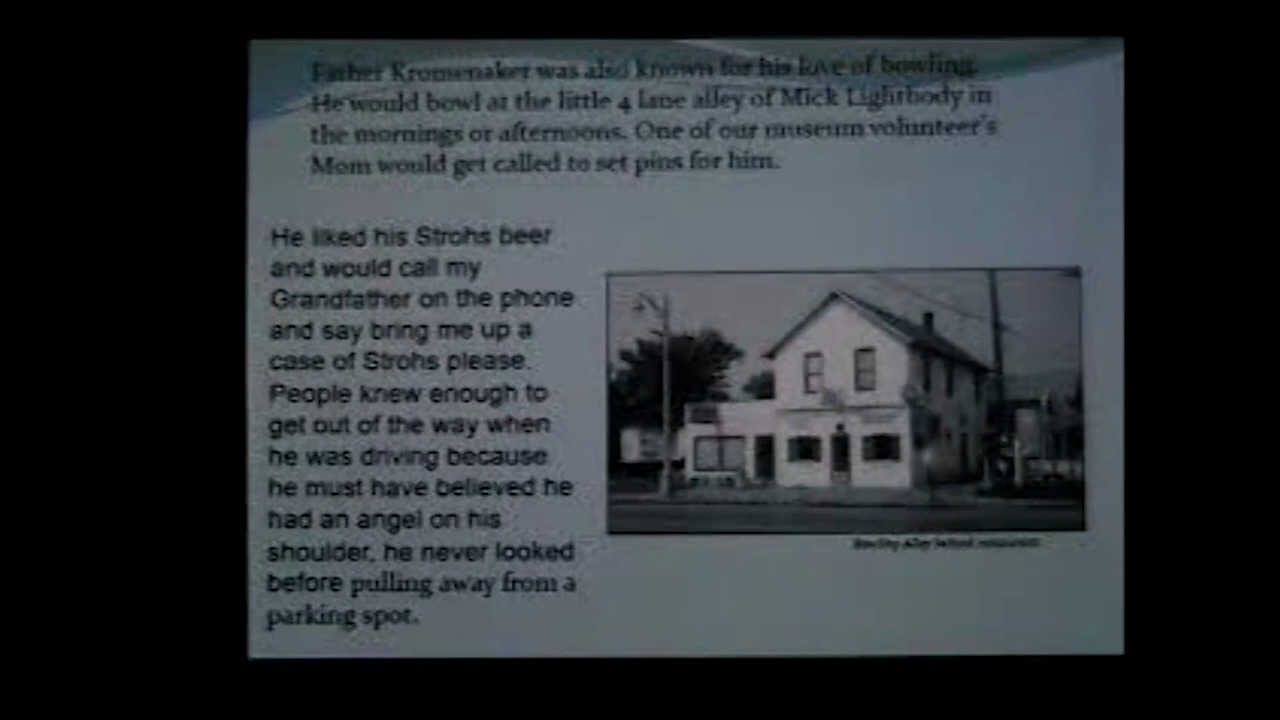 Father Kromenaker was also known for his love of bowling.
He would bowl at the little 4 lane alley of Mick Lightbody in
the mornings or afternoons. One of our museum volunteer's
Mom would get called to set pins for him.
He liked his Strohs beer
and would call my
Grandfather on the phone
and say bring me up a
case of Strohs please.
People knew enough to
get out of the way when
he was driving because
he must have believed he
had an angel on his
shoulder, he never looked
before pulling away from a
parking spot.
Bowling Alley behind